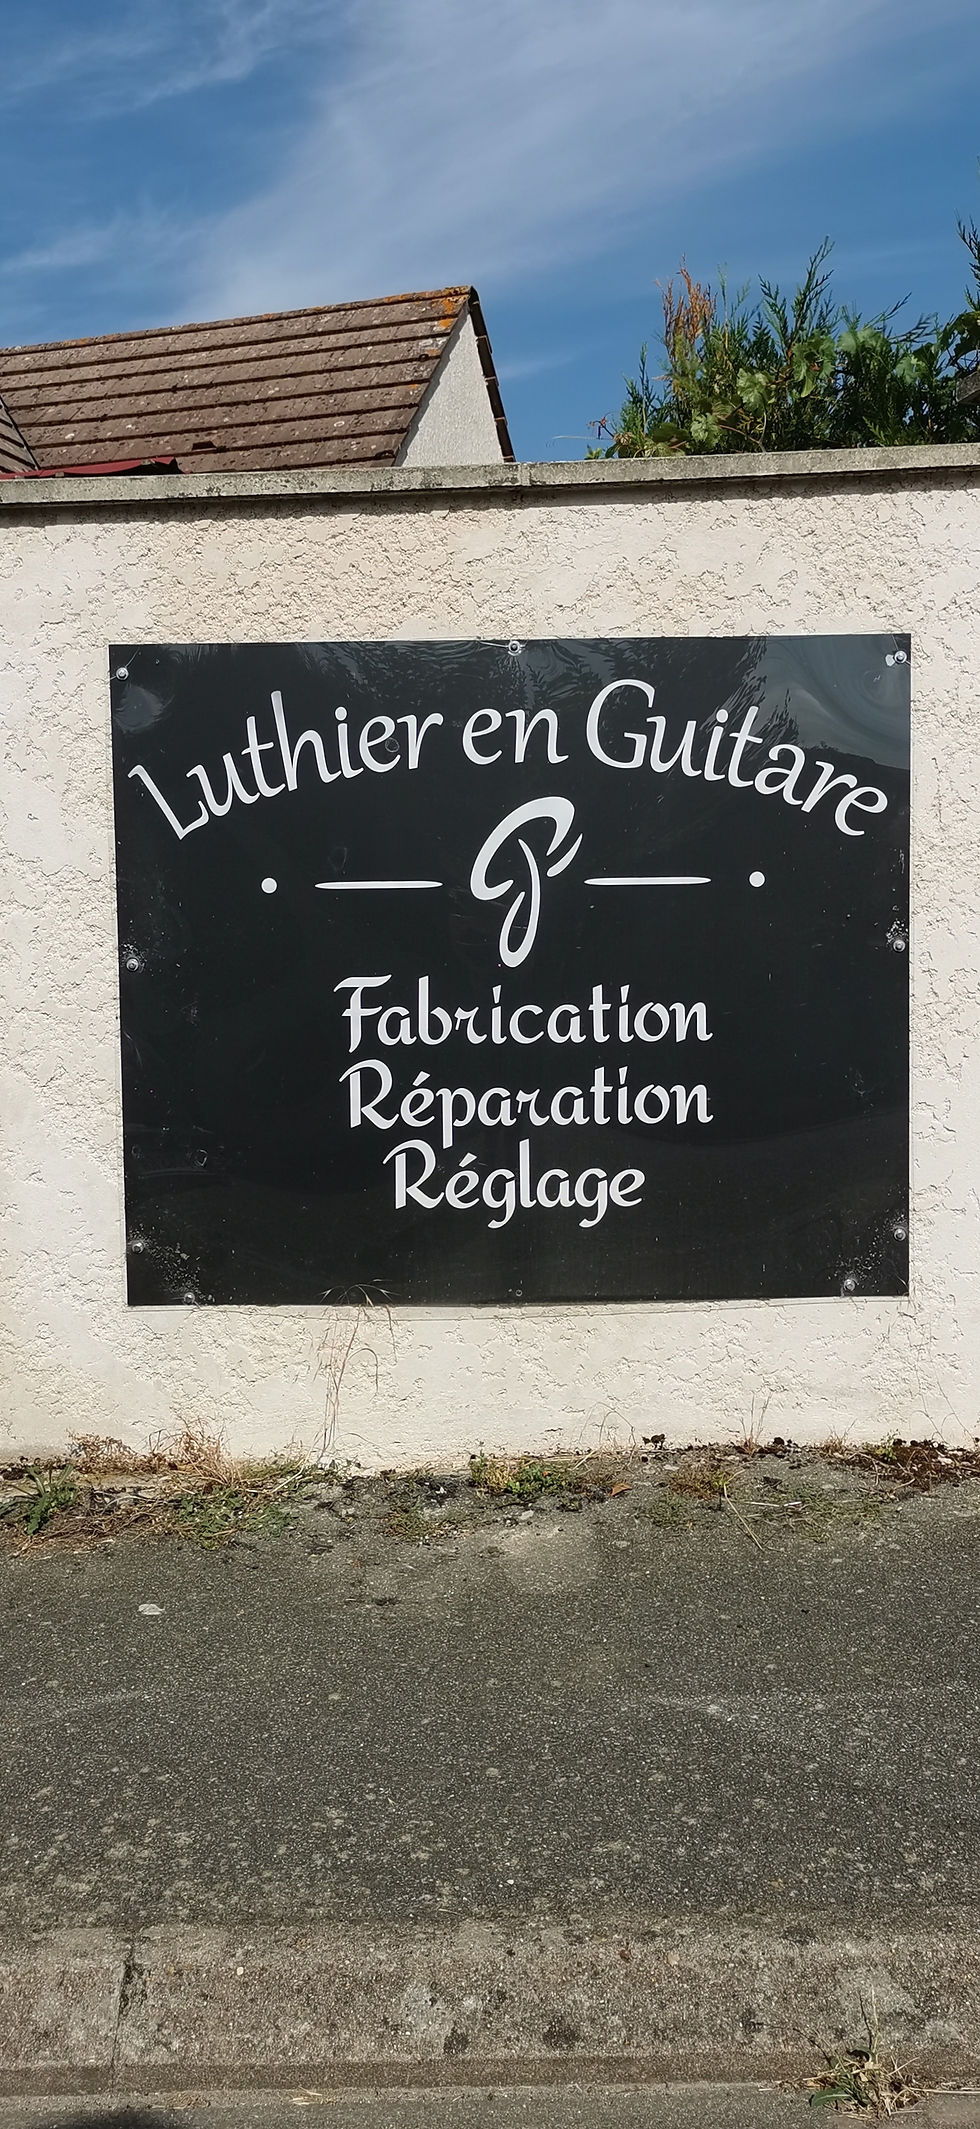 Luthier en Guitare
Fabrication
Réparation
Réglage